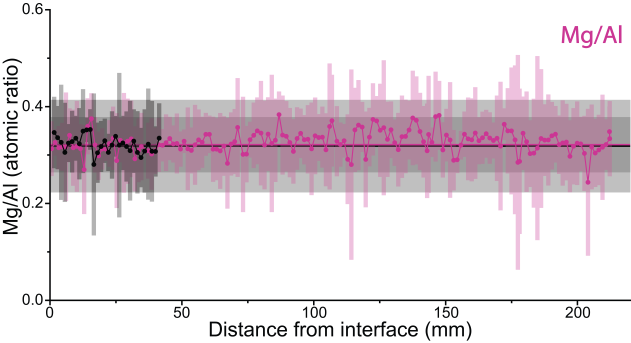 0.6
Mg/Al
0.4
0.2
0.0
Mg/Al (atomic ratio)
0 50 100 150 200
Distance from interface (mm)